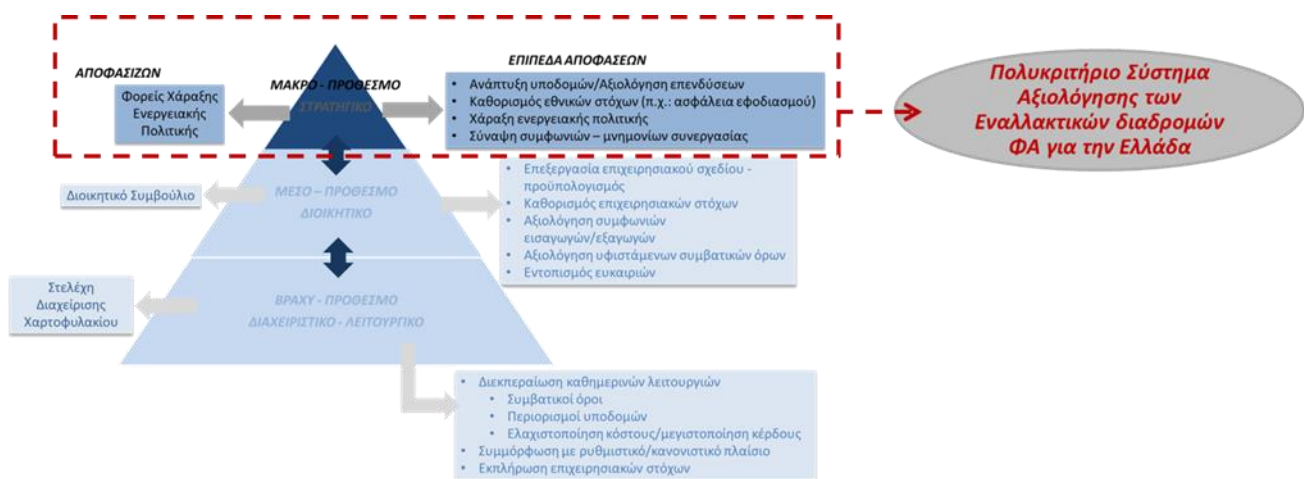 ΑΠΟΦΑΣΙΖΩΝ
Φορείς Χάραξης
Ενεργειακής
Πολιτικής
ΜΑΚΡΟ - ΠΡΟΘΕΣΜΟ
ΣΤΡΑΤΗΓΙΚΟ
ΕΠΙΠΕΔΑ ΑΠΟΦΑΣΕΩΝ
• Ανάπτυξη υποδομών/Αξιολόγηση επενδύσεων
• Καθορισμός εθνικών στόχων (π.χ.: ασφάλεια εφοδιασμού)
• Χάραξη ενεργειακής πολιτικής
• Σύναψη συμφωνιών – μνημονίων συνεργασίας
Πολυκριτήριο Σύστημα
Αξιολόγησης των
Εναλλακτικών διαδρομών
ΦΑ για την Ελλάδα
Διοικητικό Συμβούλιο
ΜΕΣΟ – ΠΡΟΘΕΣΜΟ
ΔΙΟΙΚΗΤΙΚΟ
• Επεξεργασία επιχειρησιακού σχεδίου -
προϋπολογισμός
• Καθορισμός επιχειρησιακών στόχων
• Αξιολόγηση συμφωνιών
εισαγωγών/εξαγωγών
• Αξιολόγηση υφιστάμενων συμβατικών όρων
• Εντοπισμός ευκαιριών
Στελέχη
Διαχείρισης
Χαρτοφυλακίου
ΒΡΑΧΥ - ΠΡΟΘΕΣΜΟ
ΔΙΑΧΕΙΡΙΣΤΙΚΟ - ΛΕΙΤΟΥΡΓΙΚΟ
• Διεκπεραίωση καθημερινών λειτουργιών
• Συμβατικοί όροι
• Περιορισμοί υποδομών
• Ελαχιστοποίηση κόστους/μεγιστοποίηση κέρδους
• Συμμόρφωση με ρυθμιστικό/κανονιστικό πλαίσιο
• Εκπλήρωση επιχειρησιακών στόχων